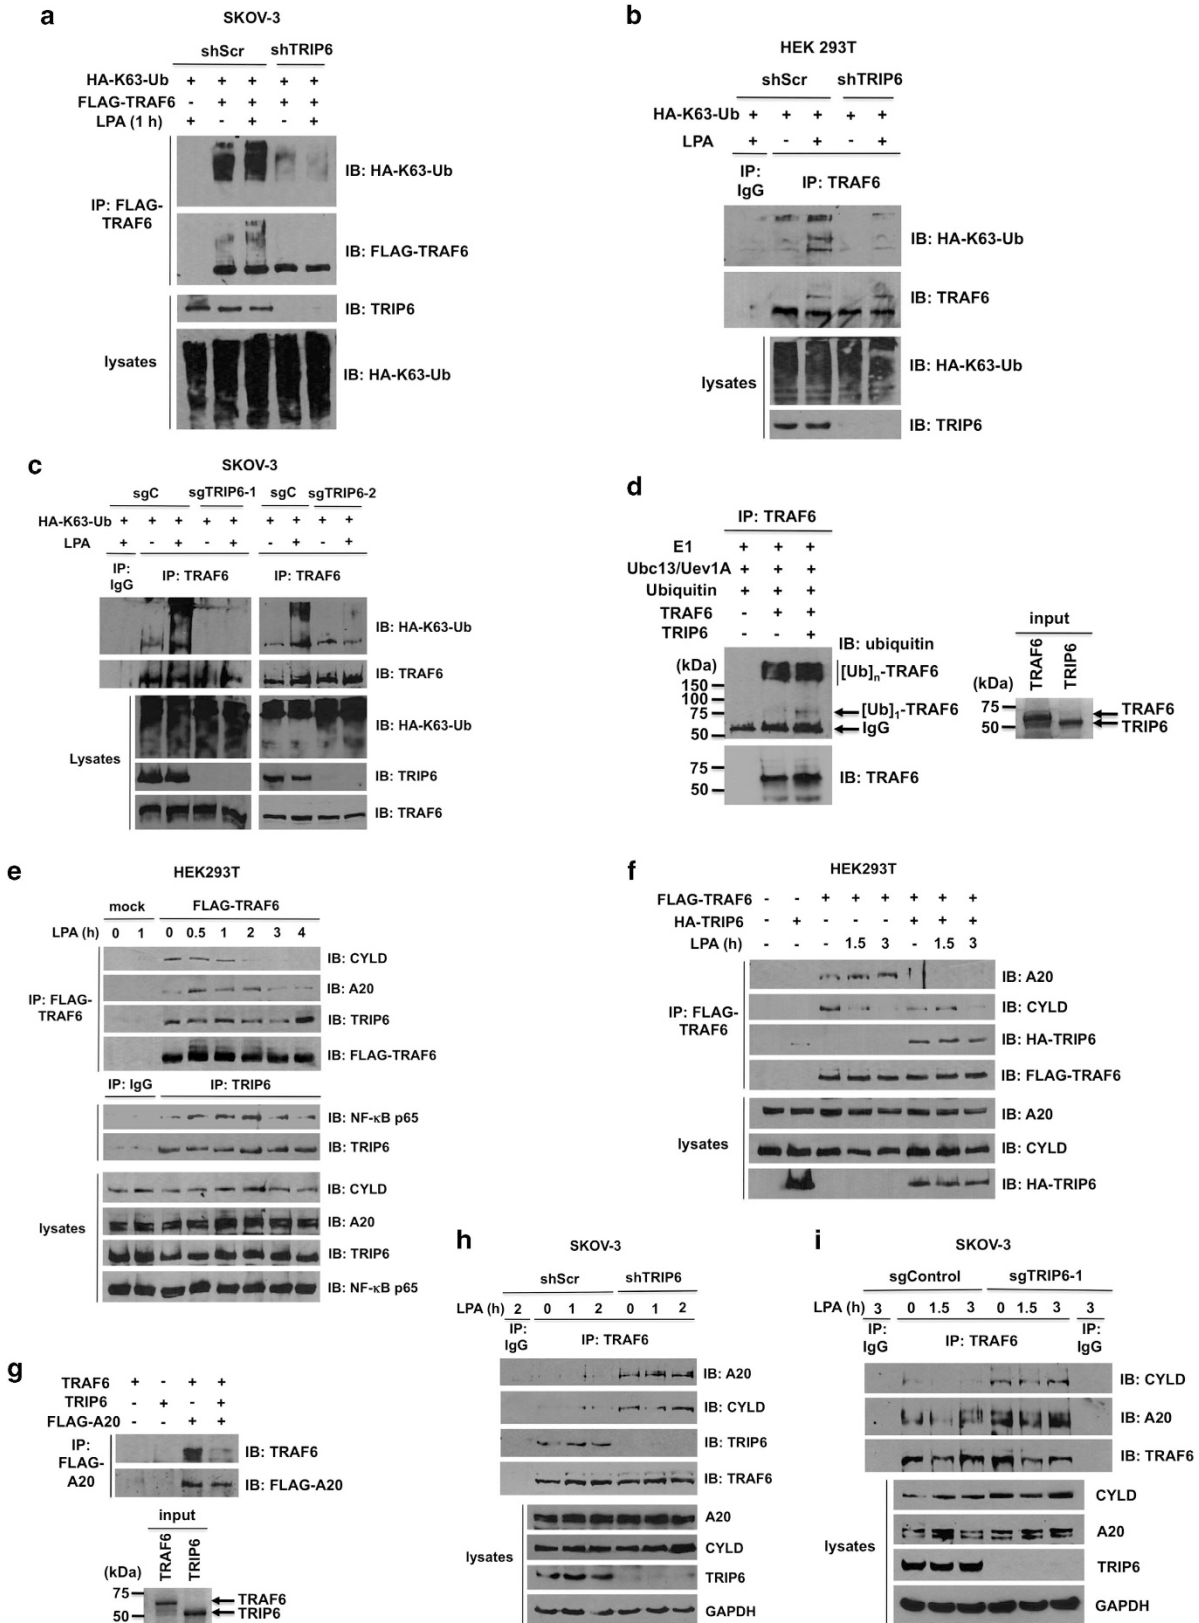 a
SKOV-3
shScr shTRIP6
HA-K63-Ub + + + + +
FLAG-TRAF6 - + + + +
LPA (1 h) + - + - +
IP: FLAG-TRAF6
IB: HA-K63-Ub
IB: FLAG-TRAF6
IB: TRIP6
lysates
IB: HA-K63-Ub
b
HEK 293T
shScr shTRIP6
HA-K63-Ub + + + + +
LPA + - + - +
IP: IgG
IP: TRAF6
IB: HA-K63-Ub
IB: TRAF6
lysates
IB: HA-K63-Ub
IB: TRIP6
c
SKOV-3
sgC sgTRIP6-1 sgC sgTRIP6-2
HA-K63-Ub + + + + + + + + +
LPA + - + - + - + - +
IP: IgG
IP: TRAF6 IP: TRAF6
IB: HA-K63-Ub
IB: TRAF6
IB: HA-K63-Ub
Lysates
IB: TRIP6
IB: TRAF6
d
IP: TRAF6
E1 + + +
Ubc13/Uev1A + + +
Ubiquitin + + +
TRAF6 - + +
TRIP6 - - +
IB: ubiquitin
(kDa)
[Ub]n-TRAF6
150
100
75
[Ub]1-TRAF6
IgG
50
75
50
IB: TRAF6
input
TRAF6 TRIP6
(kDa)
75
50
TRAF6
TRIP6
e
HEK293T
mock FLAG-TRAF6
LPA (h) 0 1 0 0.5 1 2 3 4
IP: FLAG-TRAF6
IB: CYLD
IB: A20
IB: TRIP6
IB: FLAG-TRAF6
IP: IgG IP: TRIP6
IB: NF-κB p65
IB: TRIP6
lysates
IB: CYLD
IB: A20
IB: TRIP6
IB: NF-κB p65
f
HEK293T
FLAG-TRAF6 - - + + + + + +
HA-TRIP6 - + - - - + + +
LPA (h) - - - 1.5 3 - 1.5 3
IP: FLAG-TRAF6
IB: A20
IB: CYLD
IB: HA-TRIP6
IB: FLAG-TRAF6
lysates
IB: A20
IB: CYLD
IB: HA-TRIP6
g
TRAF6 + - + +
TRIP6 - + - +
FLAG-A20 - - + +
IP: FLAG-A20
IB: TRAF6
IB: FLAG-A20
input
TRAF6 TRIP6
(kDa)
75
50
TRAF6
TRIP6
h
SKOV-3
shScr shTRIP6
LPA (h) 2 0 1 2 0 1 2
IP: IgG
IP: TRAF6
IB: A20
IB: CYLD
IB: TRIP6
IB: TRAF6
lysates
A20
CYLD
TRIP6
GAPDH
i
SKOV-3
sgControl sgTRIP6-1
LPA (h) 3 0 1.5 3 0 1.5 3 3
IP: IgG
IP: TRAF6
IP: IgG
IB: CYLD
IB: A20
IB: TRAF6
lysates
CYLD
A20
TRIP6
GAPDH